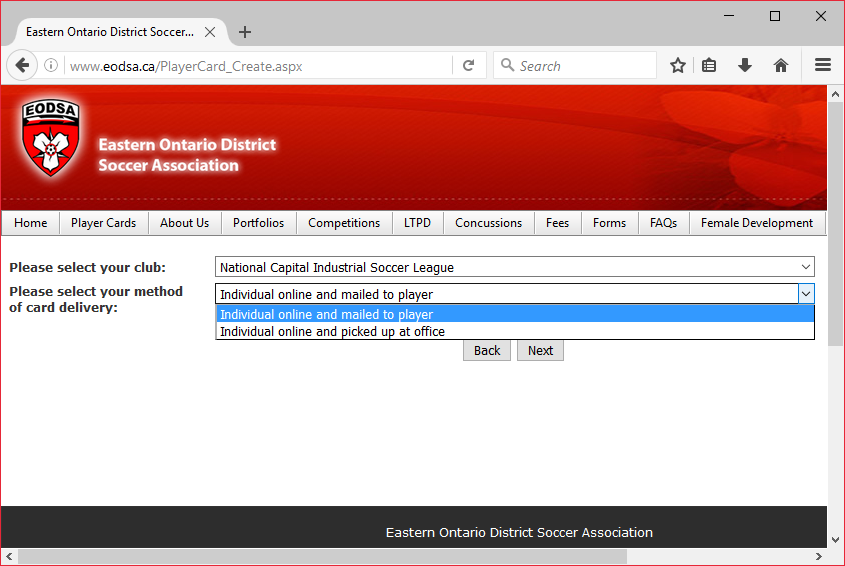 Eastern Ontario District Soccer...
www.eodsa.ca/PlayerCard_Create.aspx
Search
EODSA
Eastern Ontario District
Soccer Association
Home Player Cards About Us Portfolios Competitions LTPD Concussions Fees Forms FAQs Female Development
Please select your club: National Capital Industrial Soccer League
Please select your method Individual online and mailed to player
of card delivery: Individual online and mailed to player
Individual online and picked up at office
Back Next
Eastern Ontario District Soccer Association